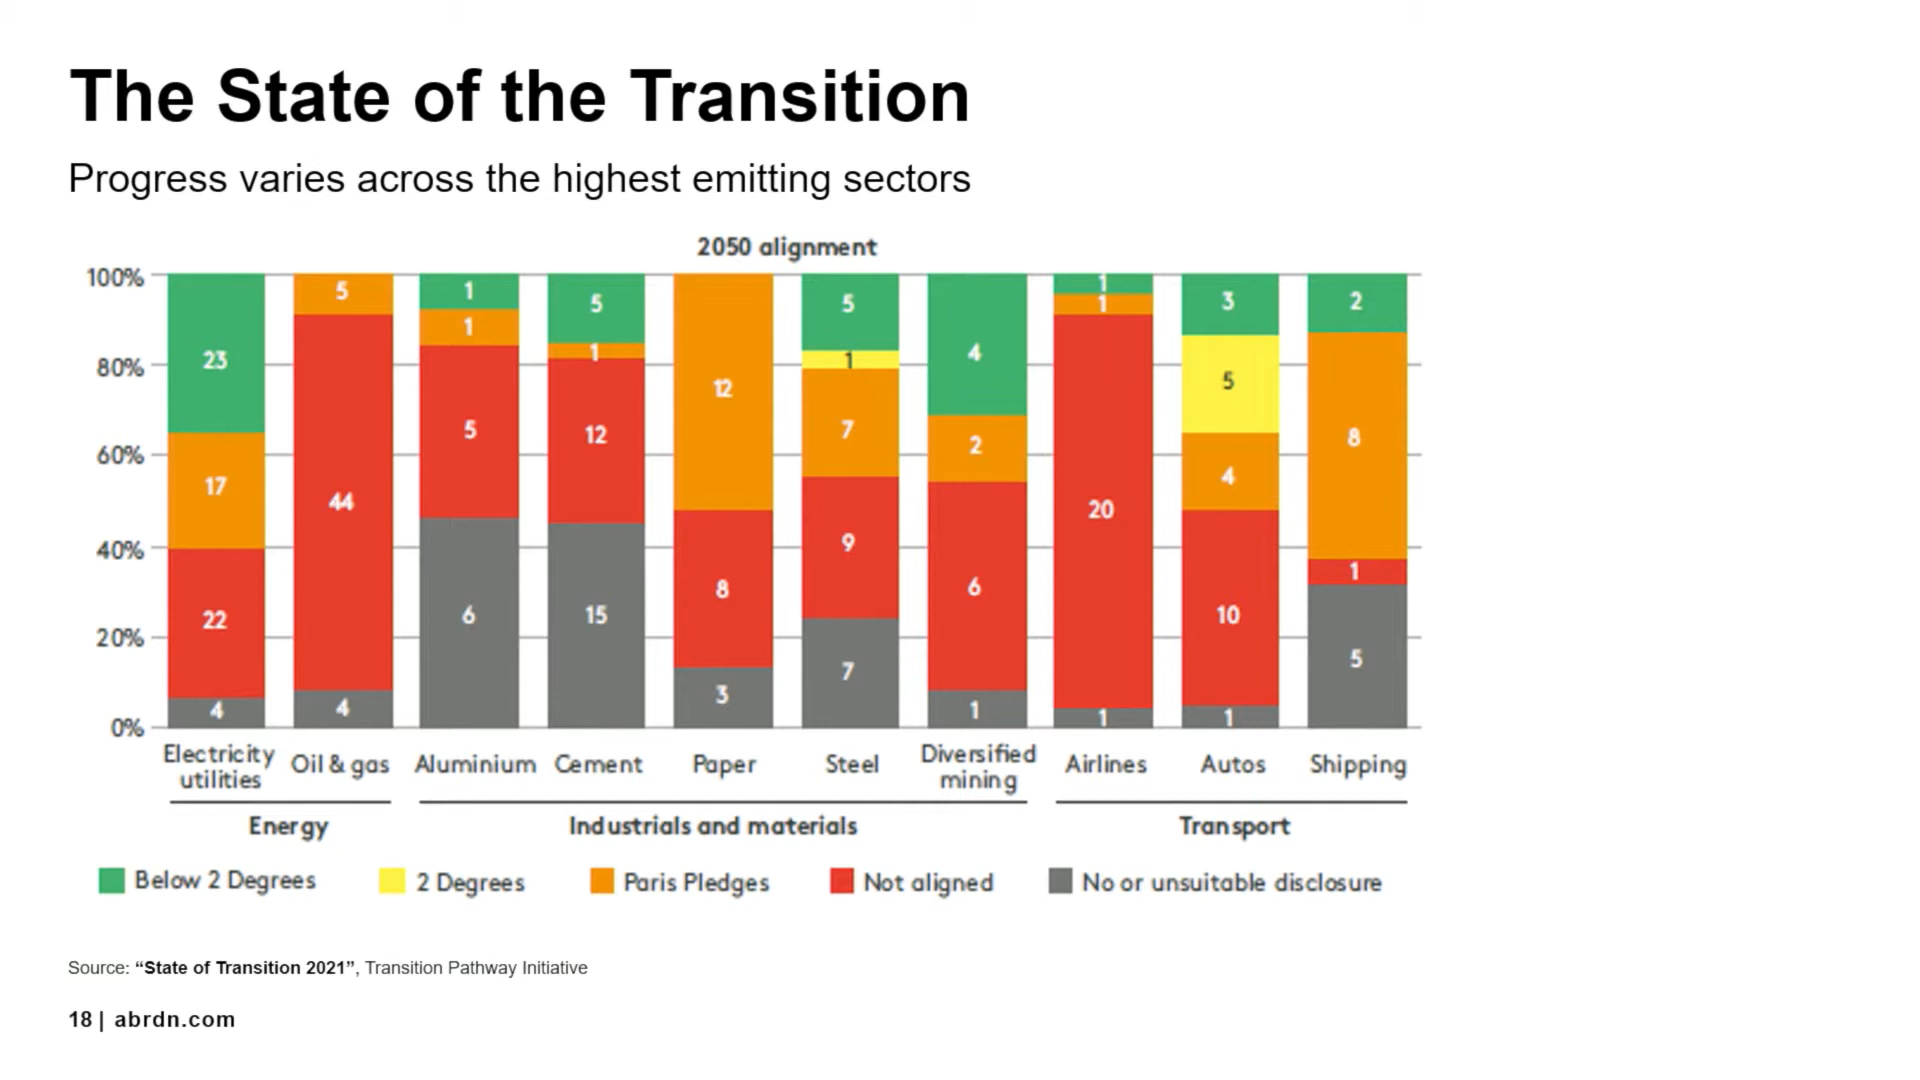 The State of the Transition
Progress varies across the highest emitting sectors
2050 alignment
100%
80%
60%
40%
20%
0%
23
17
22
4
5
44
4
1
1
5
6
5
1
12
15
12
8
3
5
1
7
9
7
4
2
6
1
1
1
20
1
3
5
4
10
1
2
8
1
5
Electricity
utilities
Oil & gas
Aluminium
Cement
Paper
Steel
Diversified
mining
Airlines
Autos
Shipping
Energy
Industrials and materials
Transport
Below 2 Degrees
2 Degrees
Paris Pledges
Not aligned
No or unsuitable disclosure
Source: “State of Transition 2021”, Transition Pathway Initiative
18 | abrdn.com